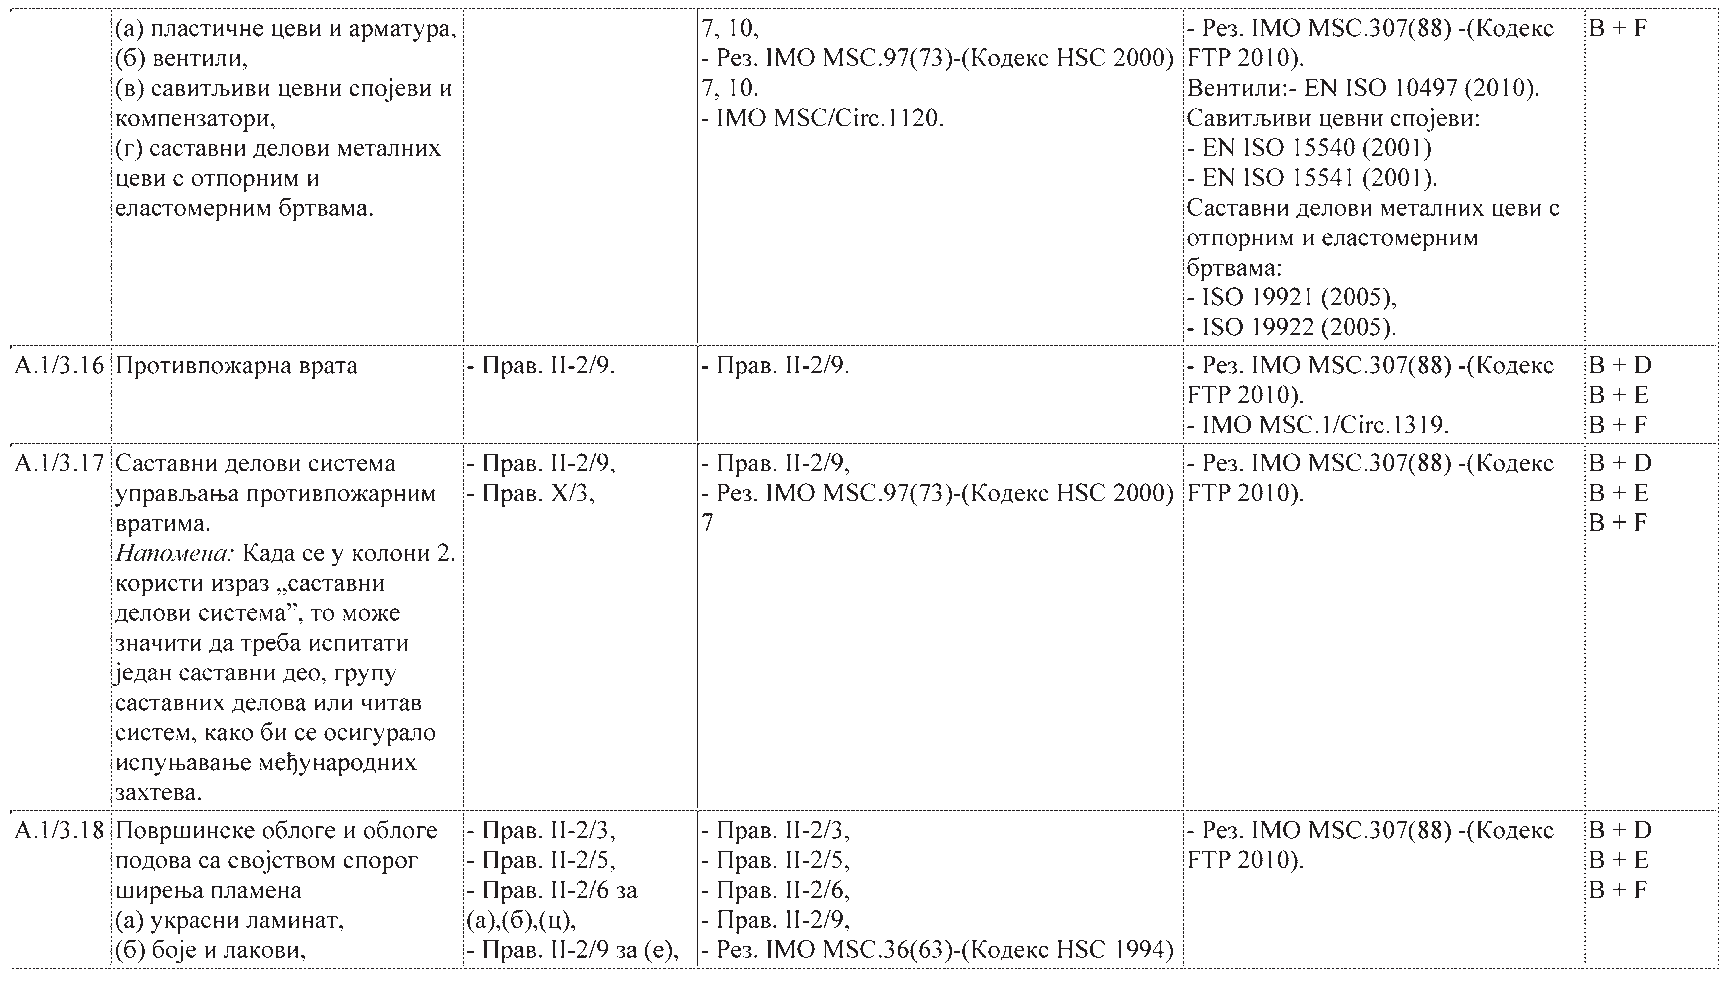 (а) пластичне цеви и арматура,
(б) вентили,
(в) савитљиви цевни спојеви и
компензатори,
(г) саставни делови металних
цеви с отпорним и
еластомерним бртвама.
7, 10,
- Рез. IMO MSC.97(73)-(Кодекс HSC 2000)
7, 10.
- IMO MSC/Circ.1120.
- Рез. IMO MSC.307(88) -(Кодекс
FTP 2010).
Вентили:- EN ISO 10497 (2010).
Савитљиви цевни спојеви:
- EN ISO 15540 (2001)
- EN ISO 15541 (2001).
Саставни делови металних цеви с
отпорним и еластомерним
бртвама:
- ISO 19921 (2005),
- ISO 19922 (2005).
B + F
А.1/3.16
Противпожарна врата
- Прав. II-2/9.
- Прав. II-2/9.
- Рез. IMO MSC.307(88) -(Кодекс
FTP 2010).
- IMO MSC.1/Circ.1319.
B + D
B + E
B + F
А.1/3.17
Саставни делови система
управљања противпожарним
вратима.
Напомена: Када се у колони 2.
користи израз „саставни
делови система”, то може
значити да треба испитати
један саставни део, групу
саставних делова или читав
систем, како би се осигурало
испуњавање међународних
захтева.
- Прав. II-2/9,
- Прав. X/3,
- Прав. II-2/9,
- Рез. IMO MSC.97(73)-(Кодекс HSC 2000)
7
- Рез. IMO MSC.307(88) -(Кодекс
FTP 2010).
B + D
B + E
B + F
А.1/3.18
Површинске облоге и облоге
подова са својством спорог
ширења пламена
(а) украсни ламинат,
(б) боје и лакови,
- Прав. II-2/3,
- Прав. II-2/5,
- Прав. II-2/6 за
(а),(б),(ц),
- Прав. II-2/9 за (е),
- Прав. II-2/3,
- Прав. II-2/5,
- Прав. II-2/6,
- Прав. II-2/9,
- Рез. IMO MSC.36(63)-(Кодекс HSC 1994)
- Рез. IMO MSC.307(88) -(Кодекс
FTP 2010).
B + D
B + E
B + F